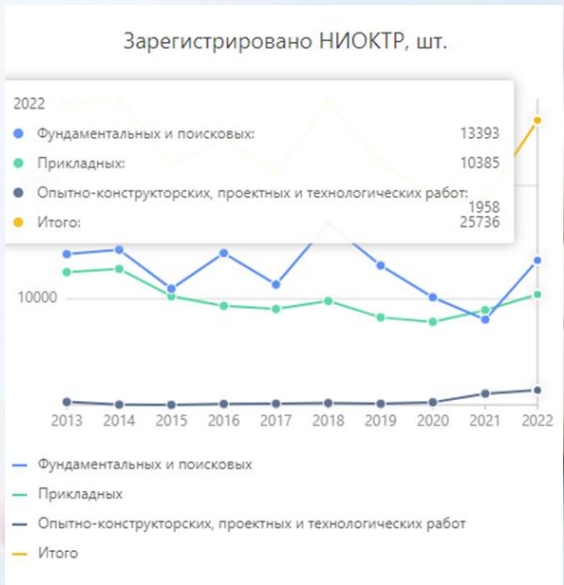 Зарегистрировано НИОКТР, шт.
2022
Фундаментальных и поисковых: 13393
Прикладных: 10385
Опытно-конструкторских, проектных и технологических работ: 1958
Итого: 25736
10000
2013 2014 2015 2016 2017 2018 2019 2020 2021 2022
Фундаментальных и поисковых
Прикладных
Опытно-конструкторских, проектных и технологических работ
Итого